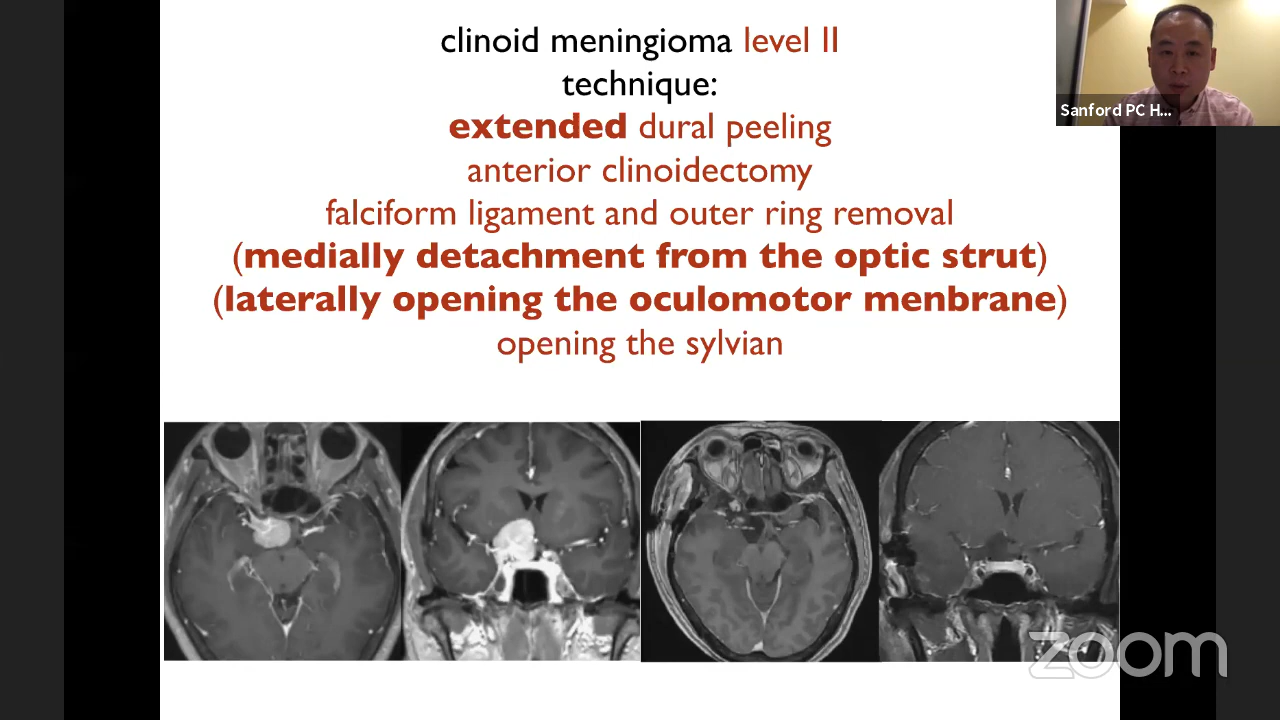 clinoid meningioma level II
technique:
extended dural peeling
anterior clinoidectomy
falciform ligament and outer ring removal
(medially detachment from the optic strut)
(laterally opening the oculomotor menbrane)
opening the sylvian
Sanford PC H...
zoom